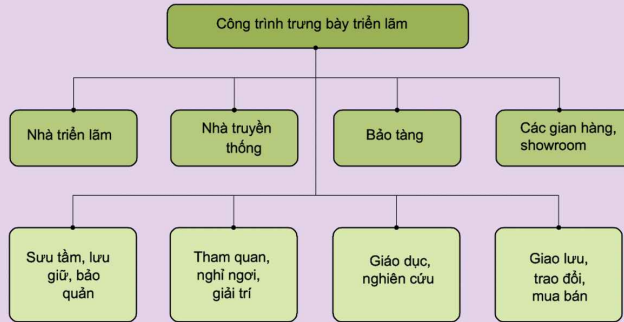 Công trình trưng bày triển lãm
Nhà triển lãm
Nhà truyền
thống
Bảo tàng
Các gian hàng,
showroom
Sưu tầm, lưu
giữ, bảo
quản
Tham quan,
nghỉ ngơi,
giải trí
Giáo dục,
nghiên cứu
Giao lưu,
trao đổi,
mua bán